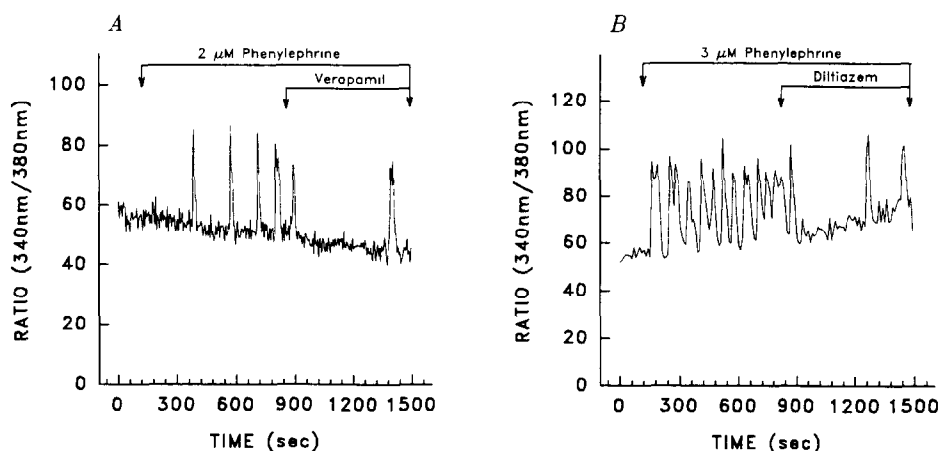 A
2 μM Phenylephrine
Verapamil
100
80
60
40
20
0
RATIO (340nm/380nm)
0 300 600 900 1200 1500
TIME (sec)
B
3 μM Phenylephrine
Diltiazem
120
100
80
60
40
20
0
RATIO (340nm/380nm)
0 300 600 900 1200 1500
TIME (sec)